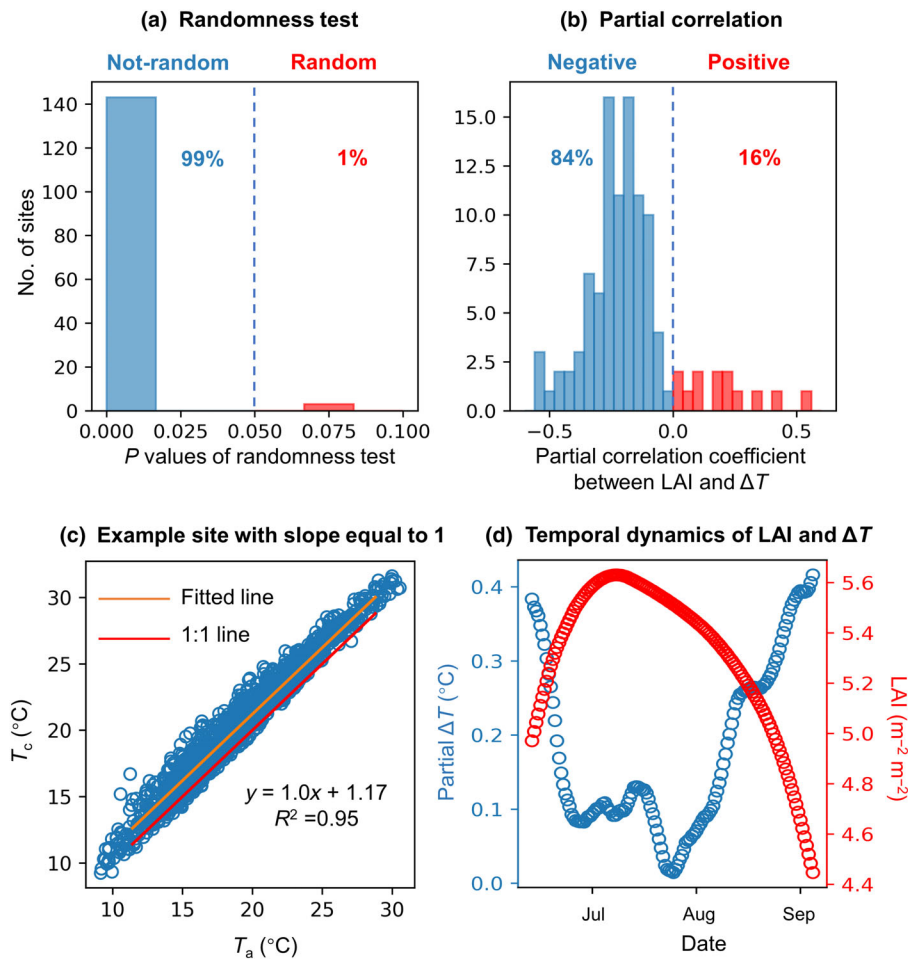 (a) Randomness test
Not-random Random
140
120
100
80
60
40
20
0
No. of sites
99% 1%
0.000 0.025 0.050 0.075 0.100
P values of randomness test
(b) Partial correlation
Negative Positive
15.0
12.5
10.0
7.5
5.0
2.5
0.0
84% 16%
−0.5 0.0 0.5
Partial correlation coefficient
between LAI and ΔT
(c) Example site with slope equal to 1
30
25
20
15
10
Tc (°C)
Fitted line
1:1 line
y = 1.0x + 1.17
R² =0.95
10 15 20 25 30
Ta (°C)
(d) Temporal dynamics of LAI and ΔT
0.4
0.3
0.2
0.1
0.0
Partial ΔT (°C)
5.6
5.4
5.2
5.0
4.8
4.6
4.4
LAI (m⁻² m⁻²)
Jul Aug Sep
Date